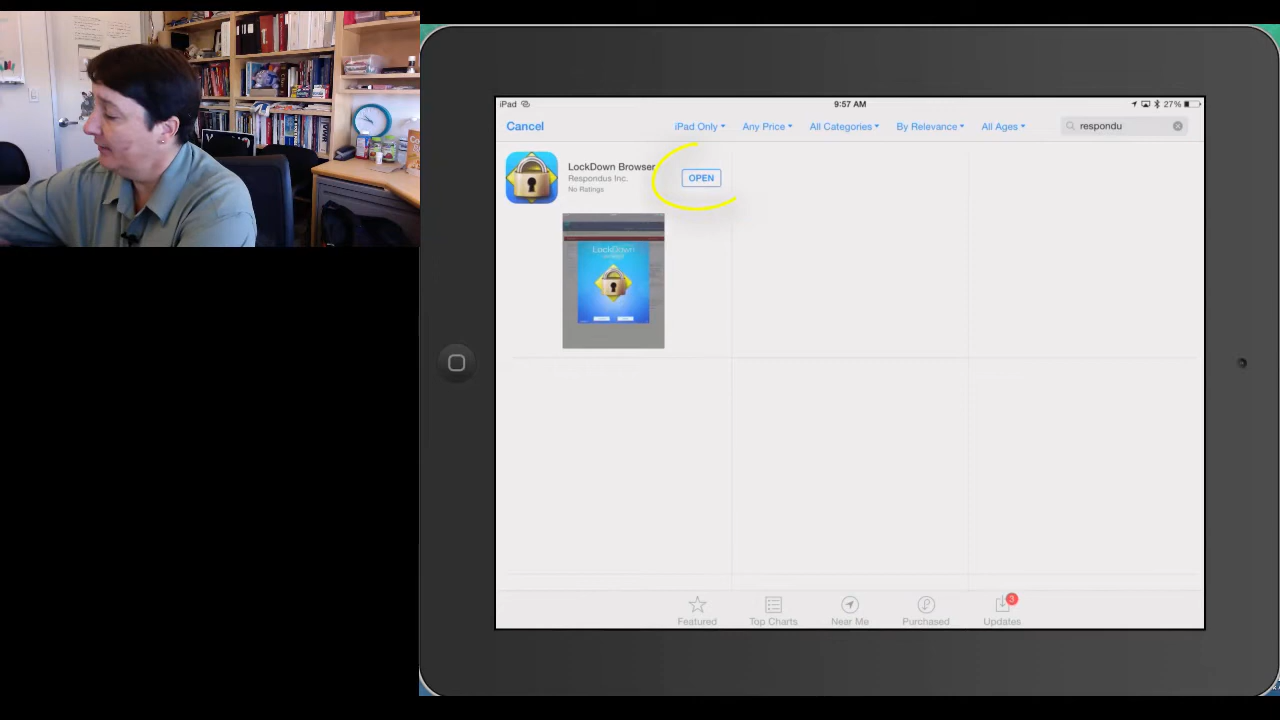 iPad
9:57 AM
27%
Cancel
iPad Only
Any Price
All Categories
By Relevance
All Ages
respondu
LockDown Browser
Respondus Inc.
No Ratings
OPEN
LockDown
Featured
Top Charts
Near Me
Purchased
Updates
3